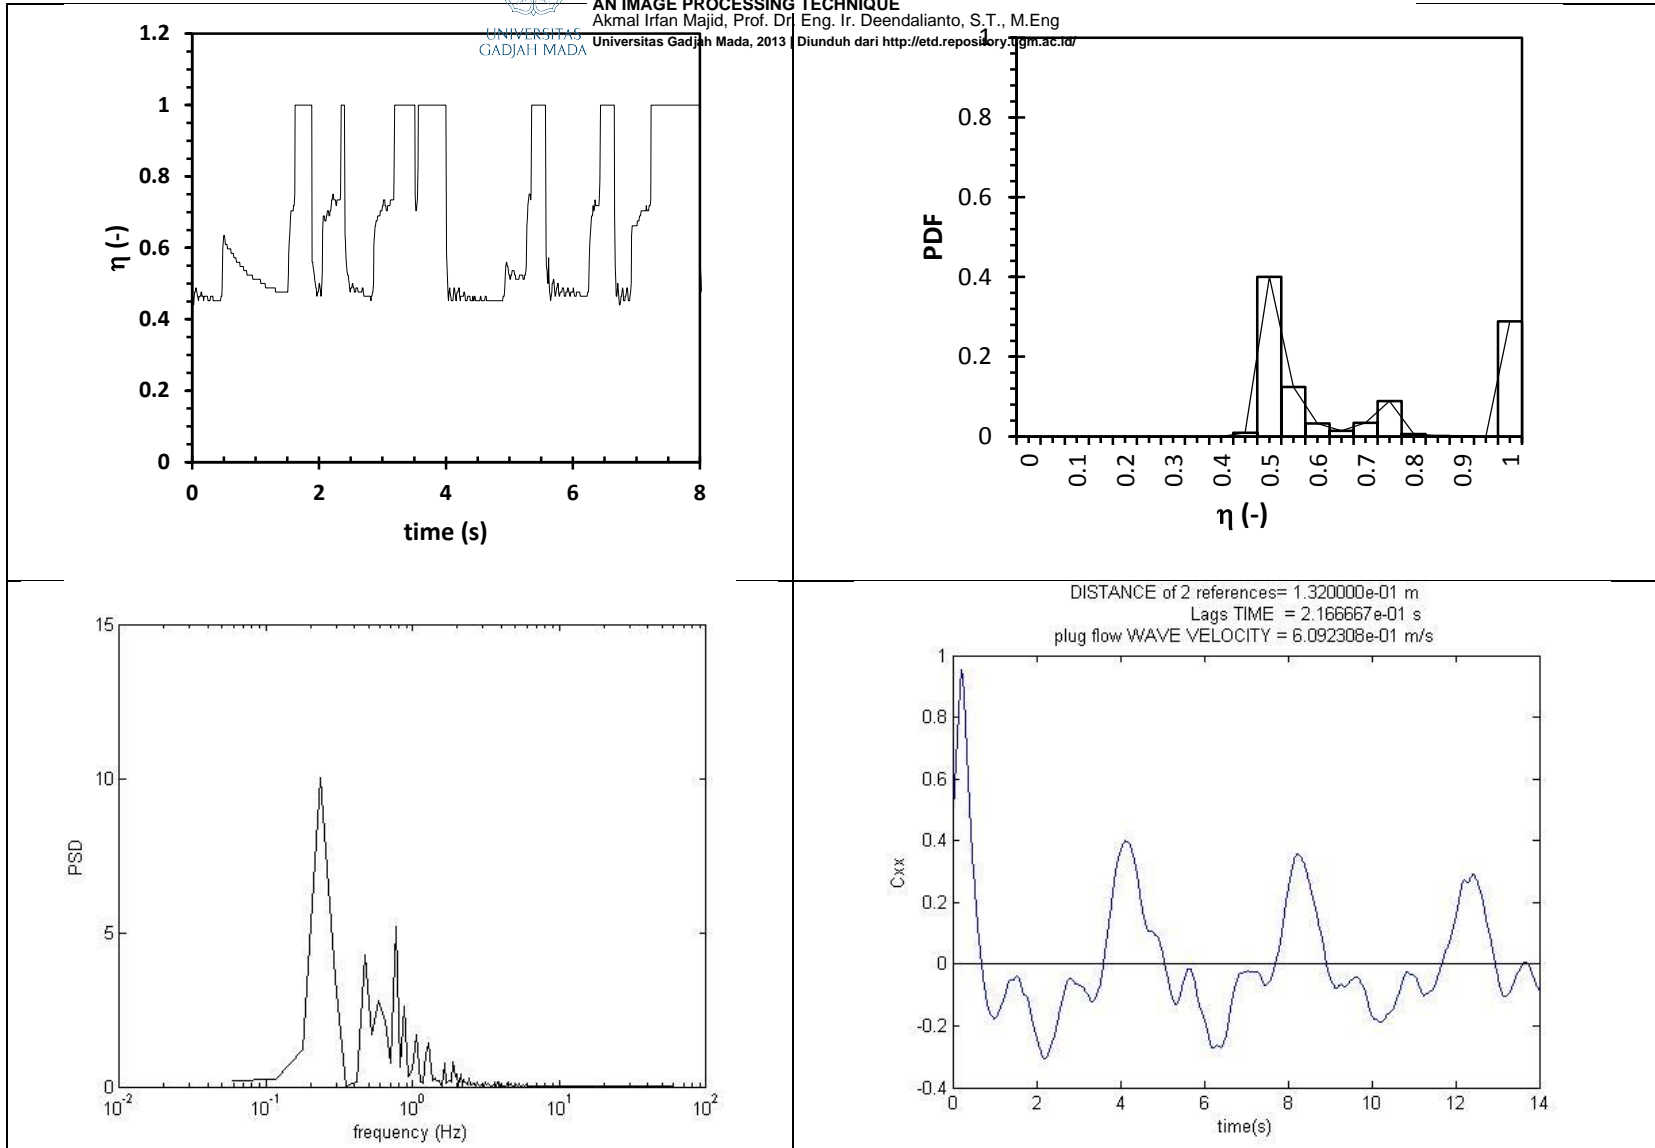 AN IMAGE PROCESSING TECHNIQUE
Akmal Irfan Majid, Prof. Dr. Eng. Ir. Deendalianto, S.T., M.Eng
UNIVERSITAS
GADJAH MADA
Universitas Gadjah Mada, 2013 | Diunduh dari http://etd.repository.ugm.ac.id/
1.2
1
0.8
0.6
0.4
0.2
0
η (-)
0 2 4 6 8
time (s)
1
0.8
0.6
0.4
0.2
0
PDF
0 0.1 0.2 0.3 0.4 0.5 0.6 0.7 0.8 0.9 1
η (-)
15
10
5
0
PSD
10-2 10-1 100 101 102
frequency (Hz)
DISTANCE of 2 references= 1.320000e-01 m
Lags TIME = 2.166667e-01 s
plug flow WAVE VELOCITY = 6.092308e-01 m/s
1
0.8
0.6
0.4
0.2
0
-0.2
-0.4
Cxx
0 2 4 6 8 10 12 14
time(s)